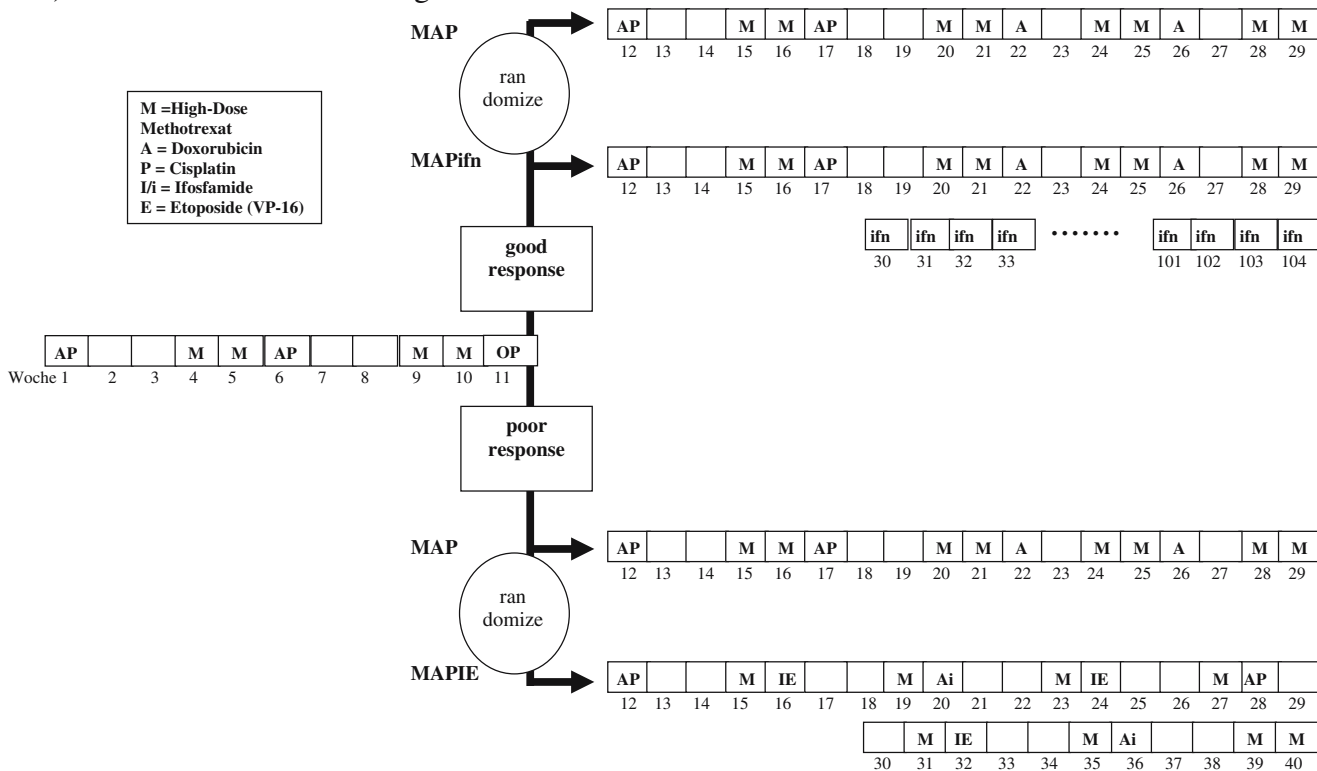 MAP
AP M M AP M M A M M A M M
12 13 14 15 16 17 18 19 20 21 22 23 24 25 26 27 28 29
ran
domize
M =High-Dose
Methotrexat
A = Doxorubicin
P = Cisplatin
I/i = Ifosfamide
E = Etoposide (VP-16)
MAPifn
AP M M AP M M A M M A M M
12 13 14 15 16 17 18 19 20 21 22 23 24 25 26 27 28 29
ifn ifn ifn ifn ······· ifn ifn ifn ifn
30 31 32 33 101 102 103 104
good
response
AP M M AP M M OP
Woche 1 2 3 4 5 6 7 8 9 10 11
poor
response
MAP
AP M M AP M M A M M A M M
12 13 14 15 16 17 18 19 20 21 22 23 24 25 26 27 28 29
ran
domize
MAPIE
AP M IE M Ai M IE M AP
12 13 14 15 16 17 18 19 20 21 22 23 24 25 26 27 28 29
M IE M Ai M M
30 31 32 33 34 35 36 37 38 39 40